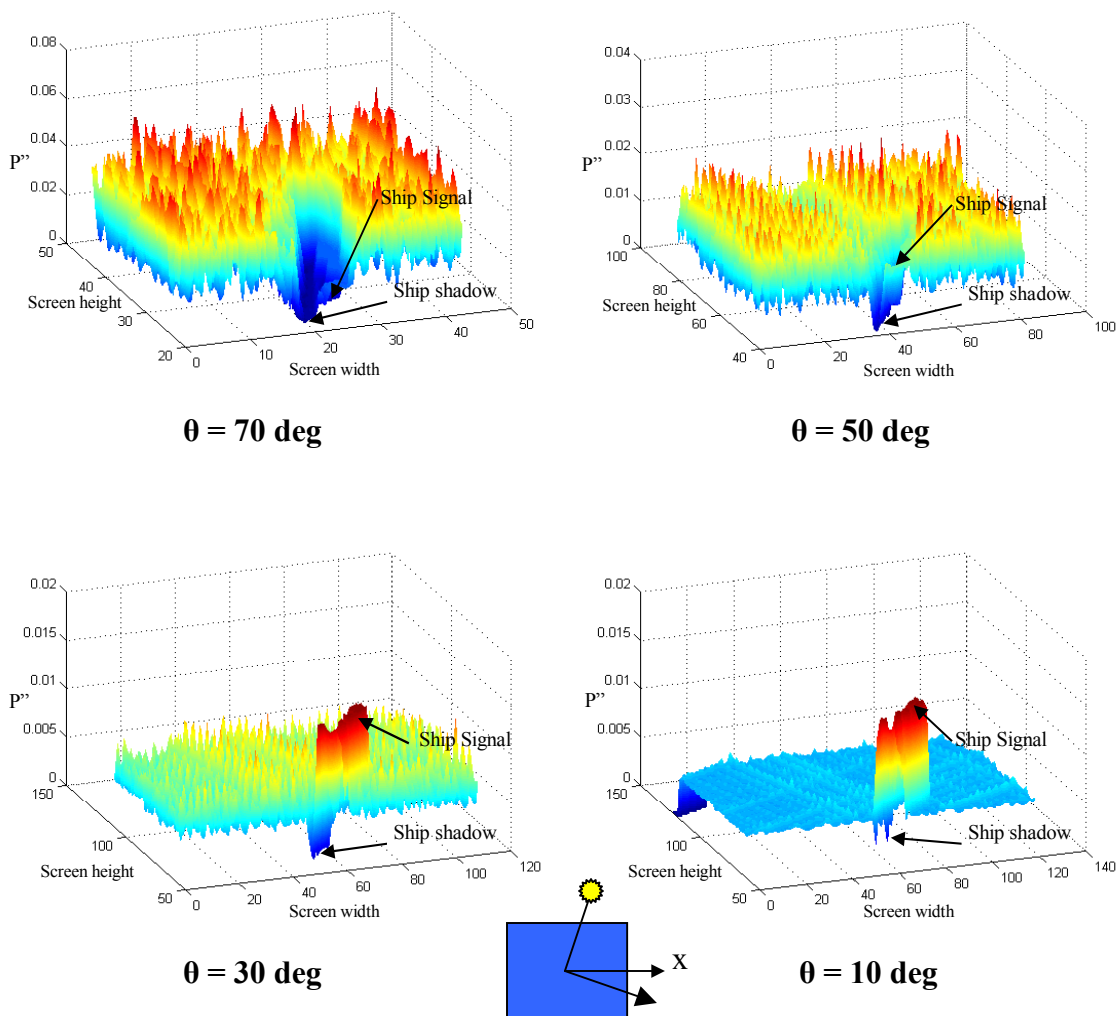 0.08
0.06
0.04
0.02
0
P”
50
40
30
20
Screen height
0
10
20
30
40
50
Screen width
Ship Signal
Ship shadow
θ = 70 deg
0.04
0.03
0.02
0.01
0
P”
100
80
60
40
Screen height
0
20
40
60
80
100
Screen width
Ship Signal
Ship shadow
θ = 50 deg
0.02
0.015
0.01
0.005
0
P”
150
100
50
Screen height
0
20
40
60
80
100
120
Screen width
Ship Signal
Ship shadow
θ = 30 deg
0.02
0.015
0.01
0.005
0
P”
150
100
50
Screen height
0
20
40
60
80
100
120
140
Screen width
Ship Signal
Ship shadow
θ = 10 deg
X